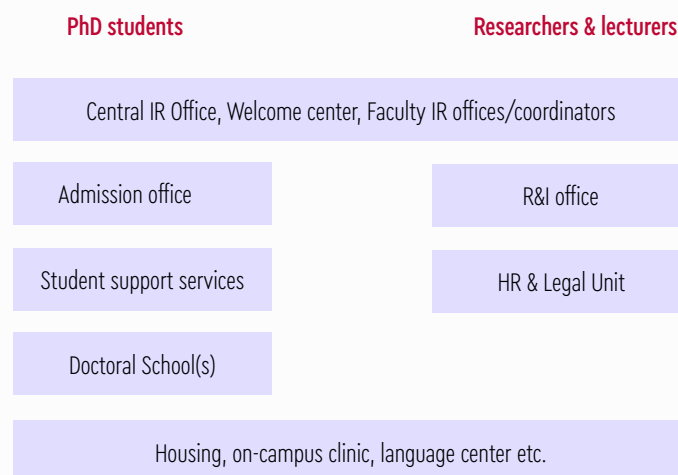 PhD students
Researchers & lecturers
Central IR Office, Welcome center, Faculty IR offices/coordinators
Admission office
R&I office
Student support services
HR & Legal Unit
Doctoral School(s)
Housing, on-campus clinic, language center etc.